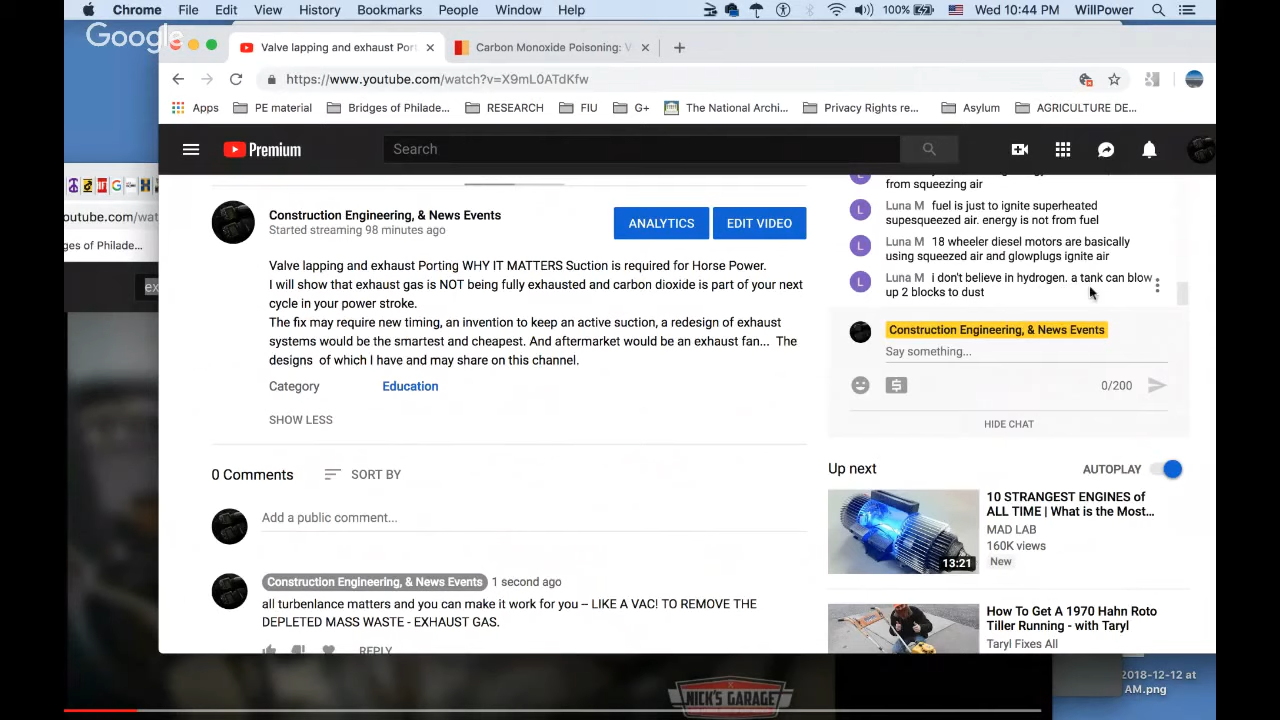 Chrome File Edit View History Bookmarks People Window Help 100% Wed 10:44 PM WillPower
Google
Valve lapping and exhaust Port
Carbon Monoxide Poisoning: V
https://www.youtube.com/watch?v=X9mL0ATdKfw
Apps PE material Bridges of Philade... RESEARCH FIU G+ The National Archi... Privacy Rights re... Asylum AGRICULTURE DE...
outube.com/wat
ges of Philade
ex
Premium
Search
from squeezing air
Luna M fuel is just to ignite superheated
supesqueezed air. energy is not from fuel
Luna M 18 wheeler diesel motors are basically
using squeezed air and glowplugs ignite air
Luna M i don't believe in hydrogen. a tank can blow
up 2 blocks to dust
Construction Engineering, & News Events
Say something...
0/200
HIDE CHAT
Construction Engineering, & News Events
Started streaming 98 minutes ago
ANALYTICS
EDIT VIDEO
Valve lapping and exhaust Porting WHY IT MATTERS Suction is required for Horse Power.
I will show that exhaust gas is NOT being fully exhausted and carbon dioxide is part of your next
cycle in your power stroke.
The fix may require new timing, an invention to keep an active suction, a redesign of exhaust
systems would be the smartest and cheapest. And aftermarket would be an exhaust fan... The
designs of which I have and may share on this channel.
Category Education
SHOW LESS
0 Comments SORT BY
Add a public comment...
Construction Engineering, & News Events 1 second ago
all turbenlance matters and you can make it work for you – LIKE A VAC! TO REMOVE THE
DEPLETED MASS WASTE - EXHAUST GAS.
REPLY
Up next
AUTOPLAY
10 STRANGEST ENGINES of
ALL TIME | What is the Most...
MAD LAB
160K views
New
13:21
How To Get A 1970 Hahn Roto
Tiller Running - with Taryl
Taryl Fixes All
2018-12-12 at
AM.png
NICK'S GARAGE